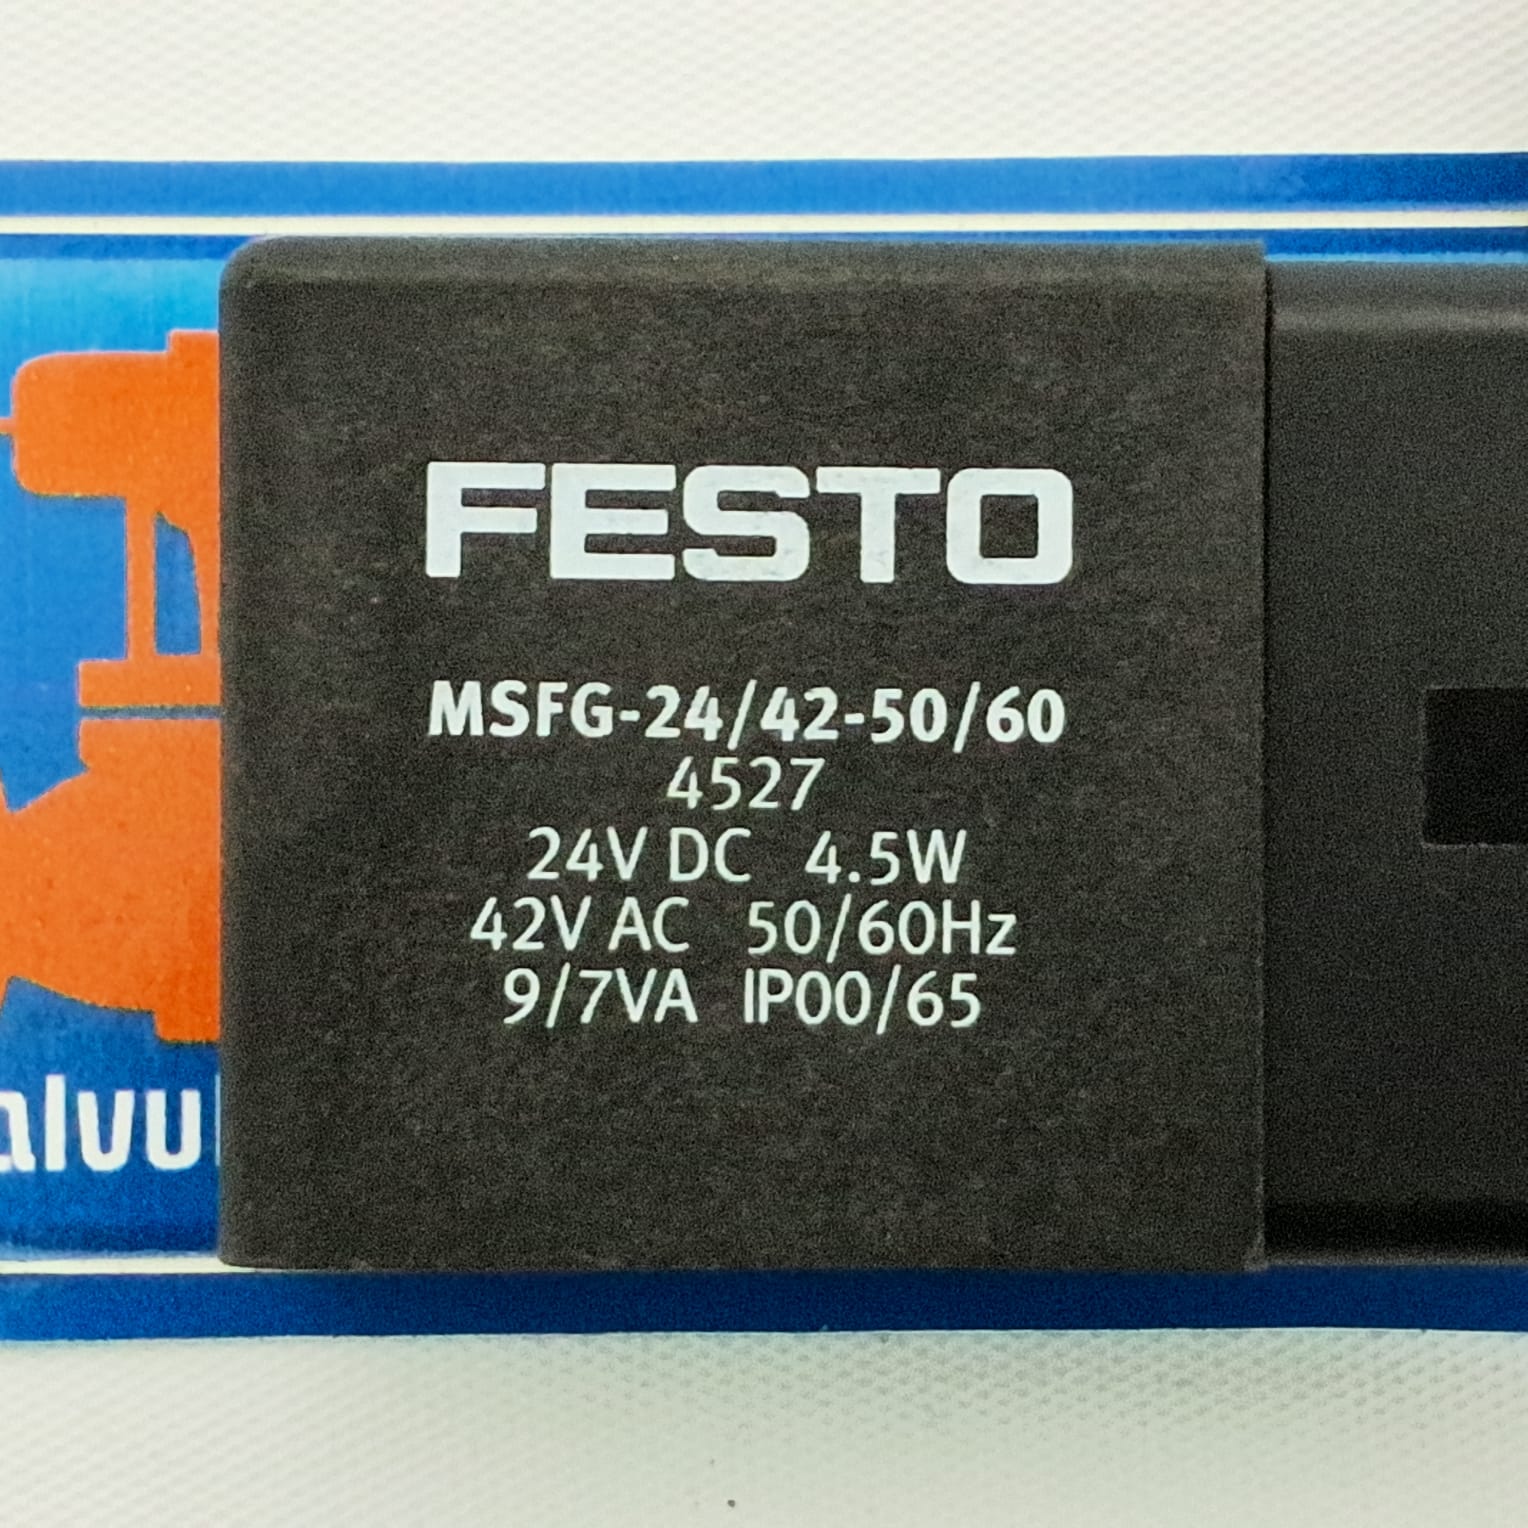 FESTO
MSFG-24/42-50/60
4527
24V DC 4.5W
42V AC 50/60Hz
9/7VA IP00/65
alvu